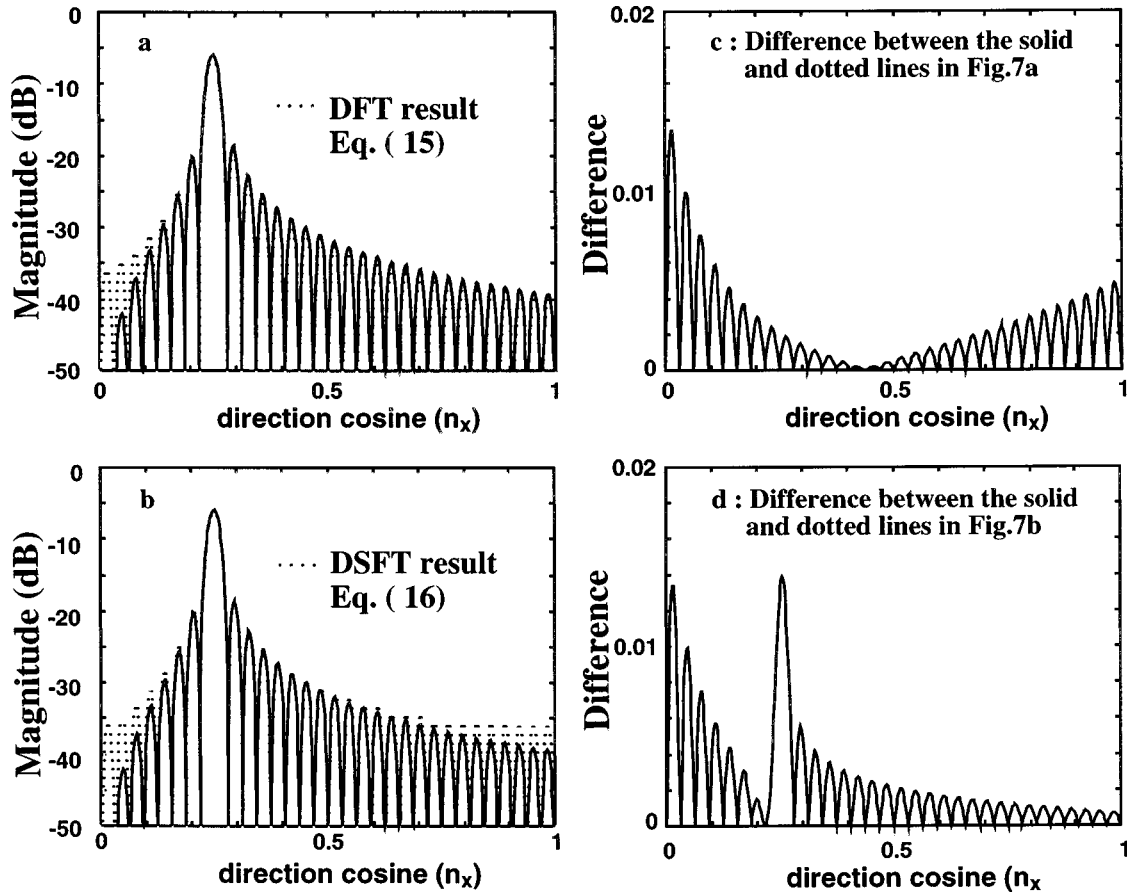 0
-10
-20
-30
-40
-50
Magnitude (dB)
a
DFT result
Eq. ( 15)
0
0.5
1
direction cosine (nx)
0.02
0.01
0
Difference
c : Difference between the solid
and dotted lines in Fig.7a
0
0.5
1
direction cosine (nx)
0
-10
-20
-30
-40
-50
Magnitude (dB)
b
DSFT result
Eq. ( 16)
0
0.5
1
direction cosine (nx)
0.02
0.01
0
Difference
d : Difference between the solid
and dotted lines in Fig.7b
0
0.5
1
direction cosine (nx